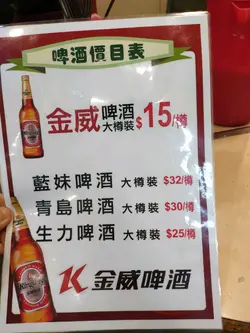 啤酒價目表
金威啤酒大樽裝$15/樽
藍妹啤酒 大樽裝 $32/樽
青島啤酒 大樽裝 $30/樽
生力啤酒 大樽裝 $25/樽
K 金威啤酒